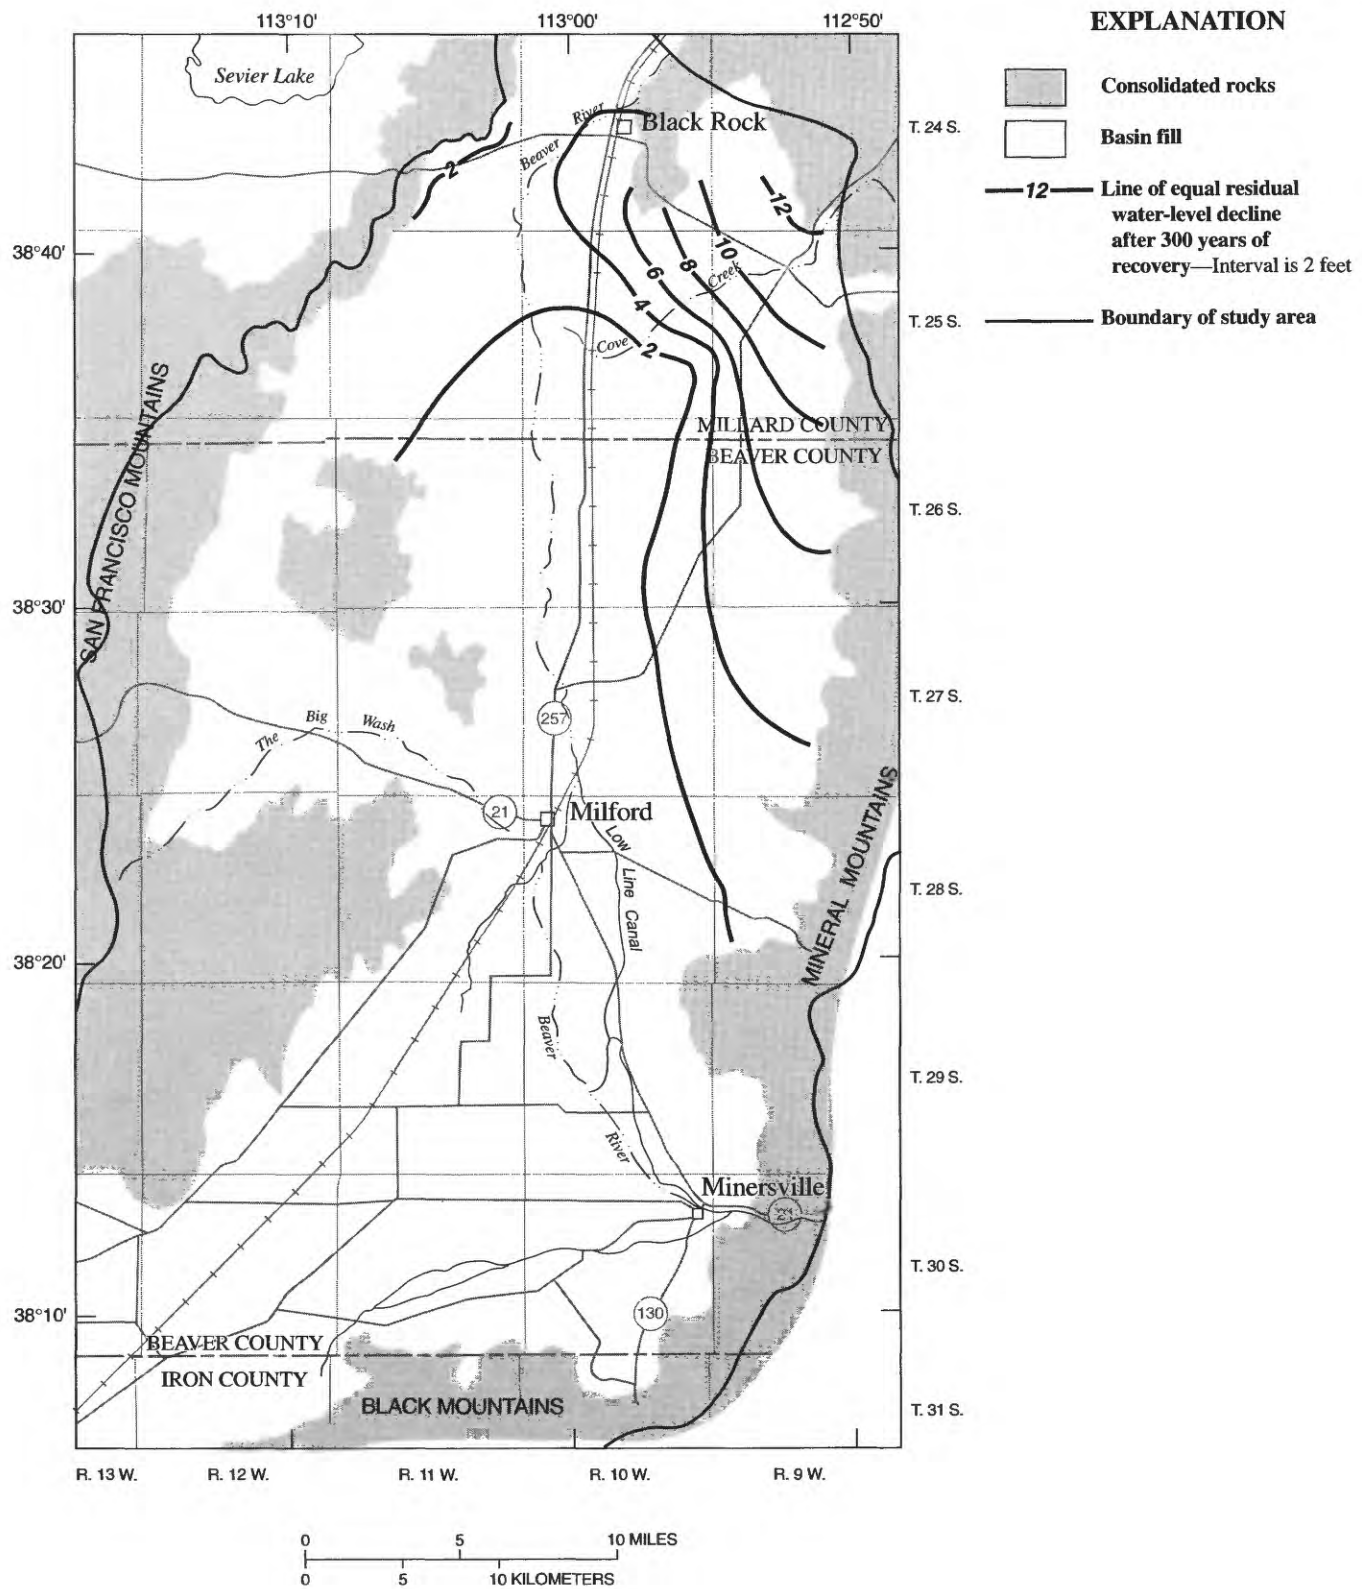 113°10'
113°00'
112°50'
EXPLANATION
Consolidated rocks
Basin fill
12
Line of equal residual
water-level decline
after 300 years of
recovery—Interval is 2 feet
Boundary of study area
Sevier Lake
Beaver
River
Black Rock
T. 24 S.
2
12
38°40'
10
8
6
4
2
Creek
Cove
T. 25 S.
SAN FRANCISCO MOUNTAINS
MILLARD COUNTY
BEAVER COUNTY
T. 26 S.
38°30'
T. 27 S.
The
Big
Wash
257
21
Milford
Low
Line
Canal
MINERAL MOUNTAINS
T. 28 S.
38°20'
Beaver
River
T. 29 S.
Minersville
T. 30 S.
38°10'
130
BEAVER COUNTY
IRON COUNTY
BLACK MOUNTAINS
T. 31 S.
R. 13 W.
R. 12 W.
R. 11 W.
R. 10 W.
R. 9 W.
0
5
10 MILES
0
5
10 KILOMETERS